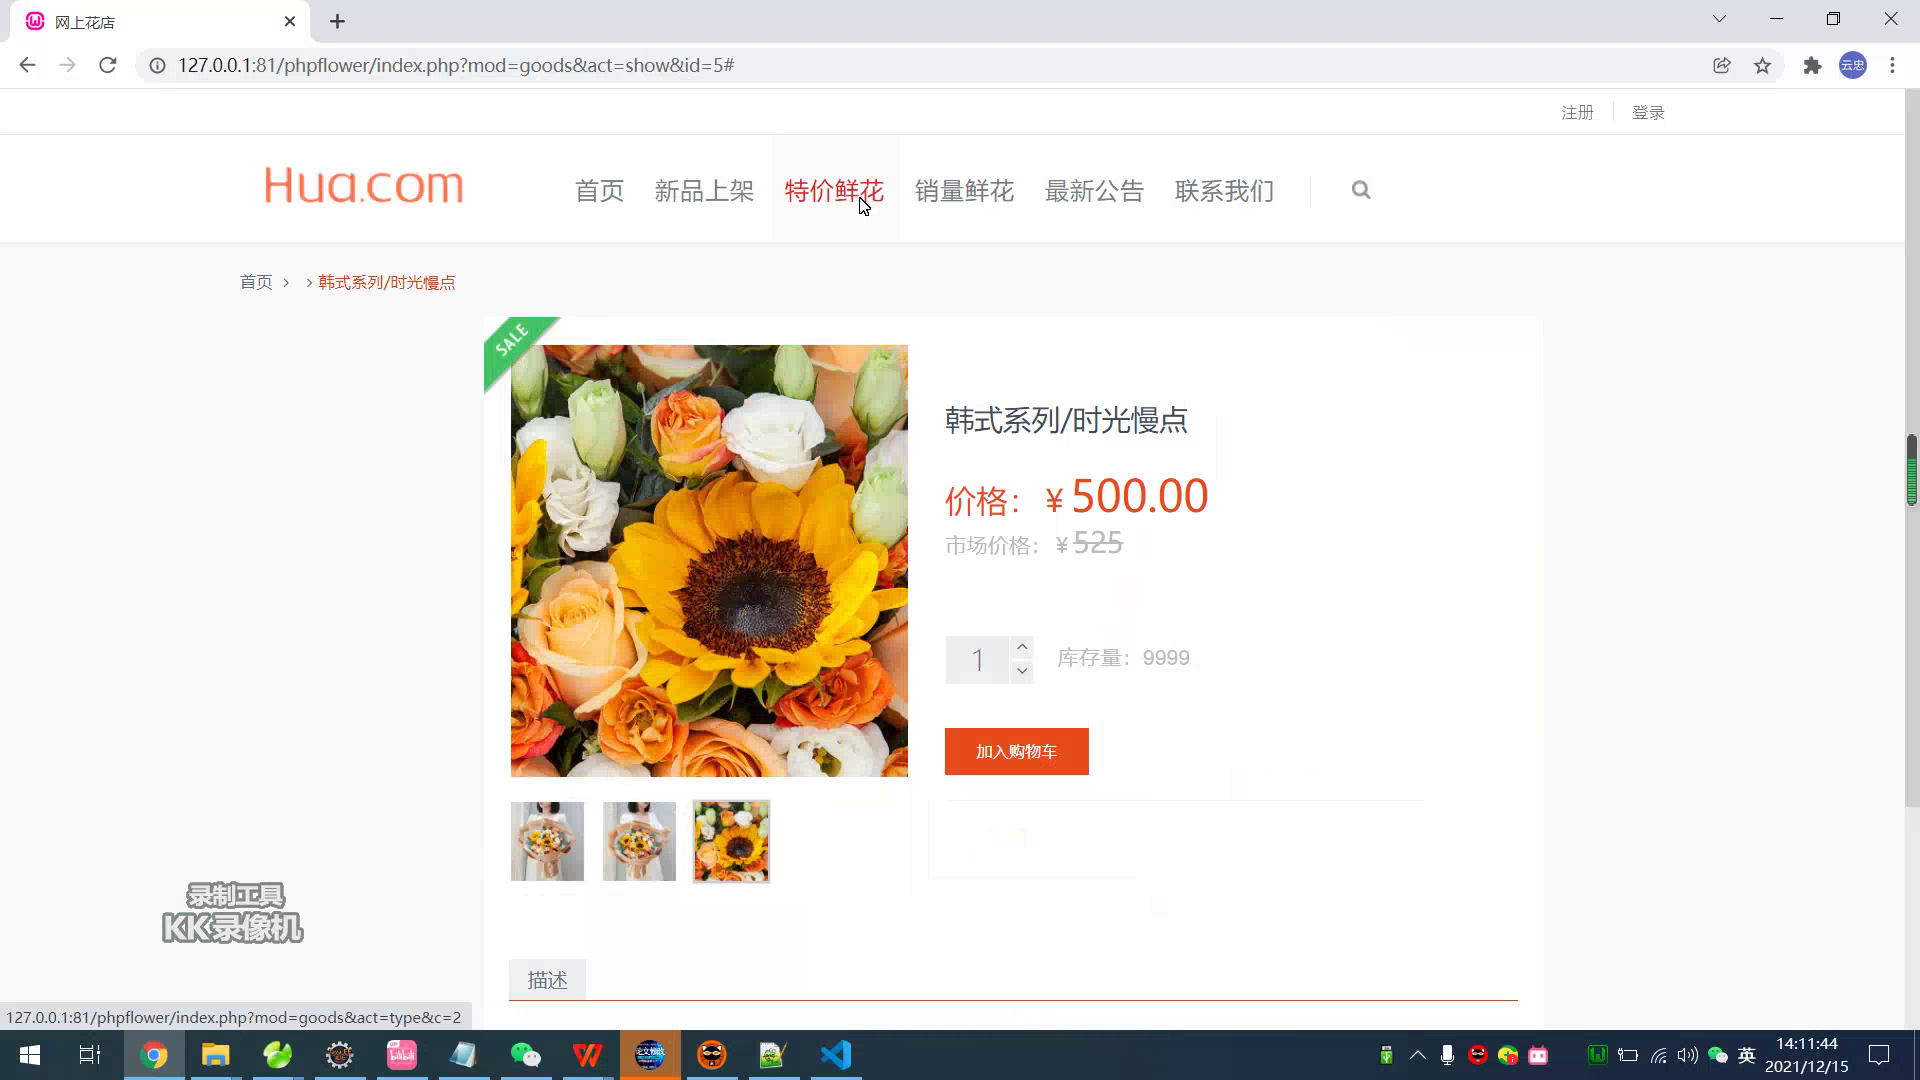 网上花店
127.0.0.1:81/phpflower/index.php?mod=goods&act=show&id=5#
云忠
注册
登录
Hua.com
首页
新品上架
特价鲜花
销量鲜花
最新公告
联系我们
首页 > > 韩式系列/时光慢点
SALE
韩式系列/时光慢点
价格：￥500.00
市场价格：￥525
1
库存量：9999
加入购物车
录制工具
KK录像机
描述
127.0.0.1:81/phpflower/index.php?mod=goods&act=type&c=2
英
14:11:44
2021/12/15